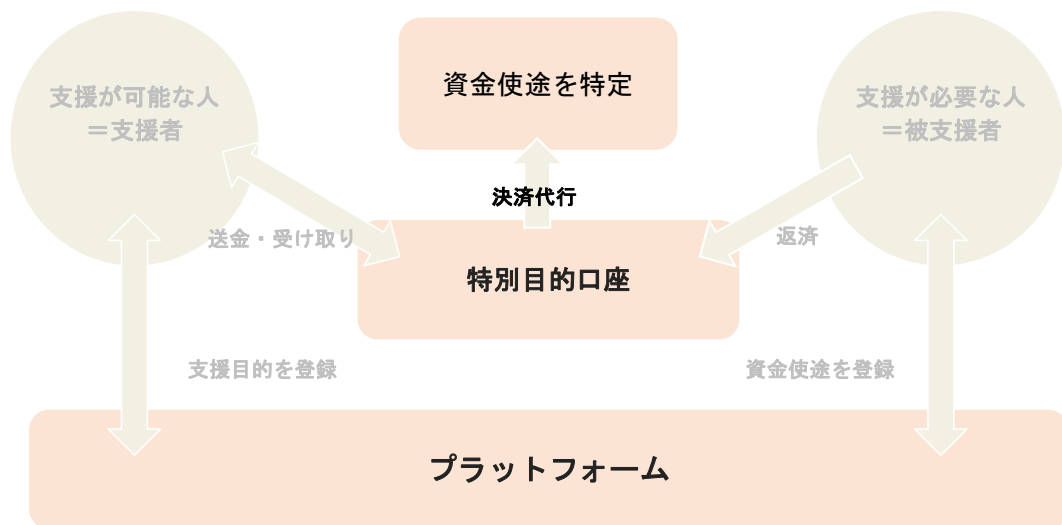 支援が可能な人
＝支援者
資金使途を特定
支援が必要な人
＝被支援者
決済代行
送金・受け取り
返済
特別目的口座
支援目的を登録
資金使途を登録
プラットフォーム